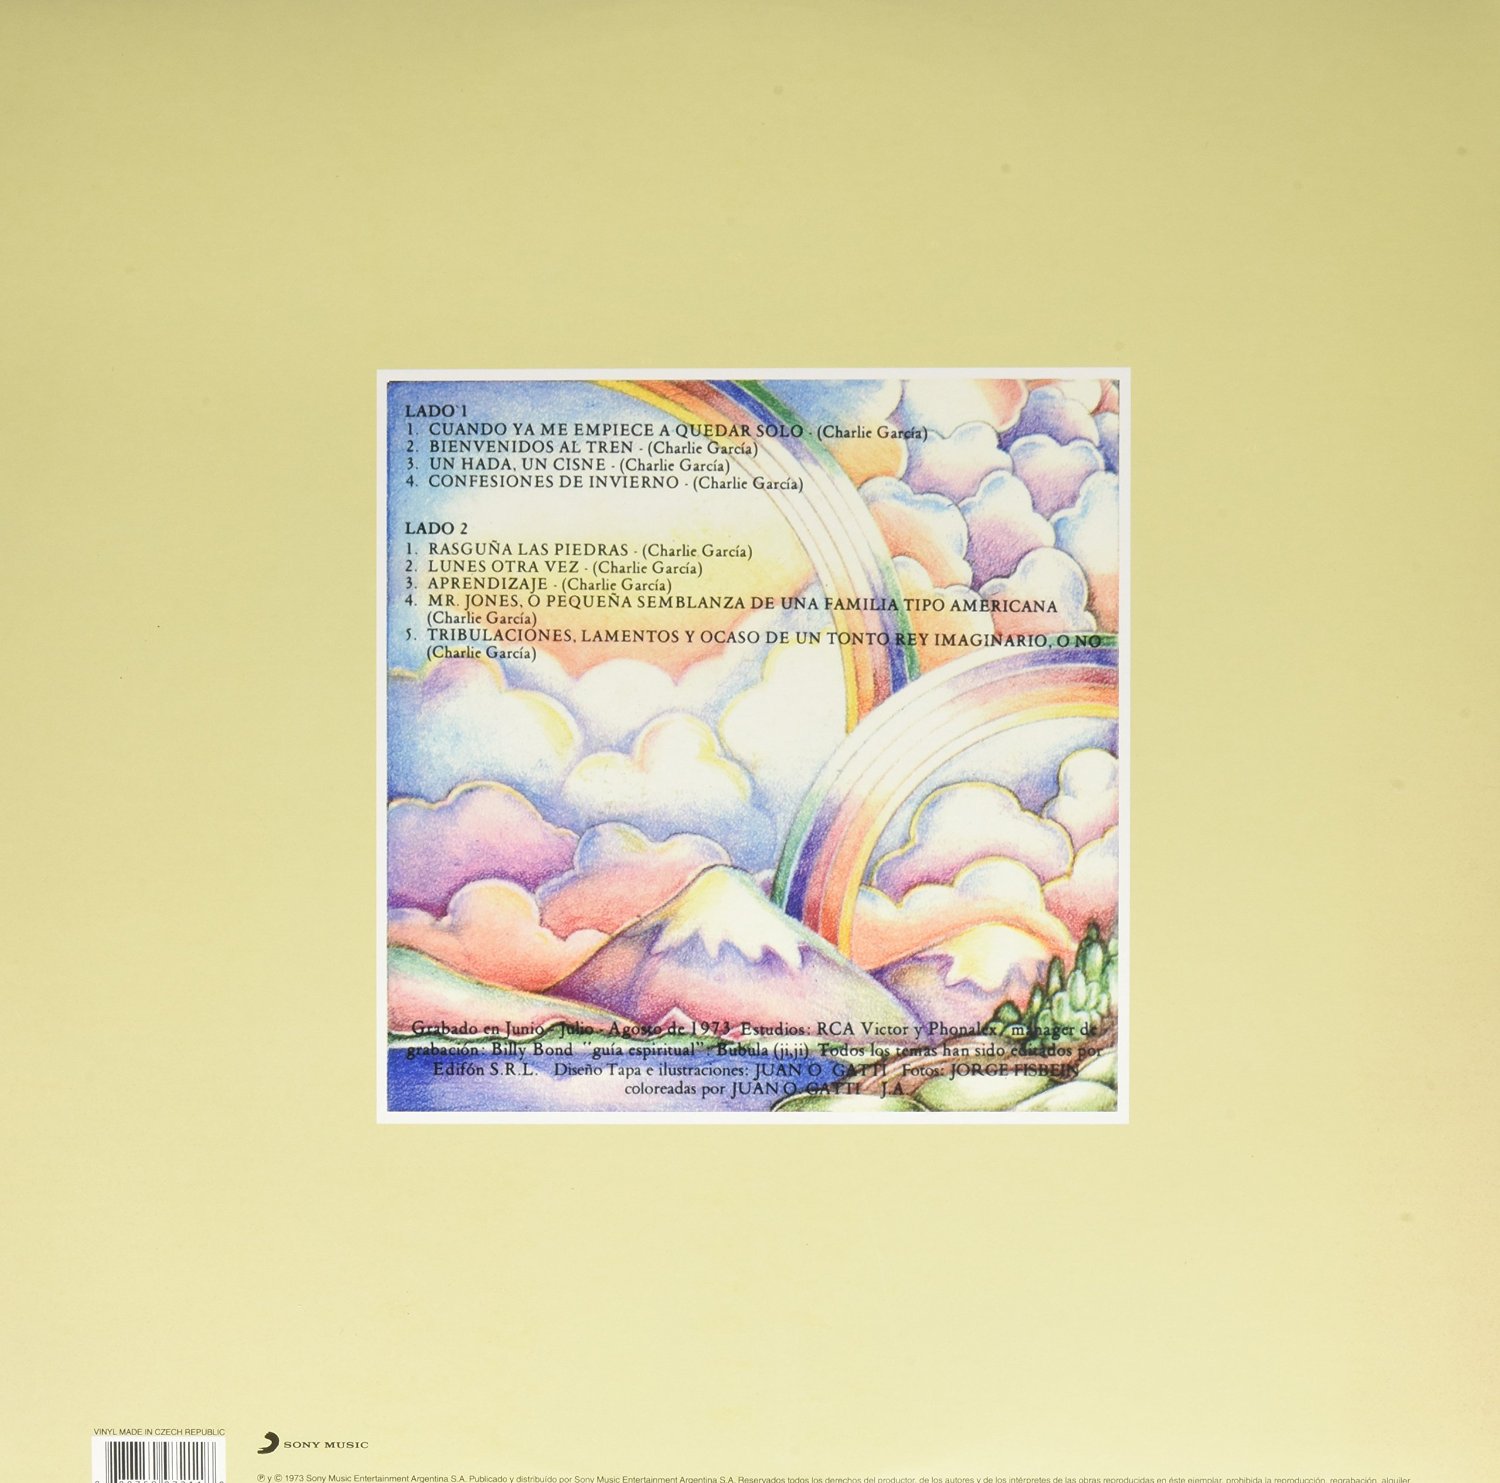 LADO 1
1. CUANDO YA ME EMPIECE A QUEDAR SOLO - (Charlie García)
2. BIENVENIDOS AL TREN - (Charlie García)
3. UN HADA, UN CISNE - (Charlie García)
4. CONFESIONES DE INVIERNO - (Charlie García)
LADO 2
1. RASGUÑA LAS PIEDRAS - (Charlie García)
2. LUNES OTRA VEZ - (Charlie García)
3. APRENDIZAJE - (Charlie García)
4. MR. JONES, O PEQUEÑA SEMBLANZA DE UNA FAMILIA TIPO AMERICANA
(Charlie García)
5. TRIBULACIONES, LAMENTOS Y OCASO DE UN TONTO REY IMAGINARIO, O NO
(Charlie García)
Grabado en Junio - Julio - Agosto de 1973 Estudios: RCA Victor y Phonalex / manager de
grabación: Billy Bond "guía espiritual": Bubula (ji,ji) Todos los temas han sido editados por
Edifón S.R.L. Diseño Tapa e ilustraciones: JUAN O. GATTI Fotos: JORGE FISBEIN
coloreadas por JUAN O. GATTI J.A.
VINYL MADE IN CZECH REPUBLIC
SONY MUSIC
℗ y © 1973 Sony Music Entertainment Argentina S.A. Publicado y distribuído por Sony Music Entertainment Argentina S.A. Reservados todos los derechos del productor, de los autores y de los intérpretes de las obras reproducidas en éste ejemplar, prohibida la reproducción, regrabación, alquiler